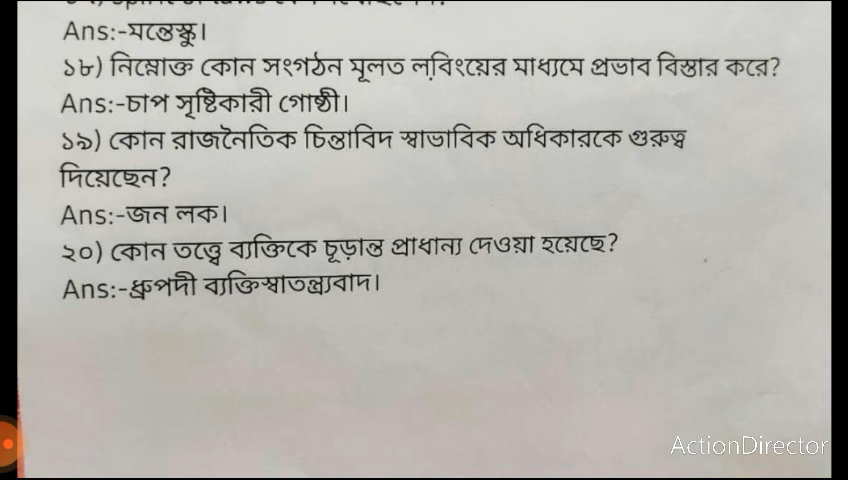 Ans:-মন্তেস্কু।
১৮) নিম্নোক্ত কোন সংগঠন মূলত লবিংয়ের মাধ্যমে প্রভাব বিস্তার করে?
Ans:-চাপ সৃষ্টিকারী গোষ্ঠী।
১৯) কোন রাজনৈতিক চিন্তাবিদ স্বাভাবিক অধিকারকে গুরুত্ব
দিয়েছেন?
Ans:-জন লক।
২০) কোন তত্ত্বে ব্যক্তিকে চূড়ান্ত প্রাধান্য দেওয়া হয়েছে?
Ans:-ধ্রুপদী ব্যক্তিস্বাতন্ত্র্যবাদ।
ActionDirector